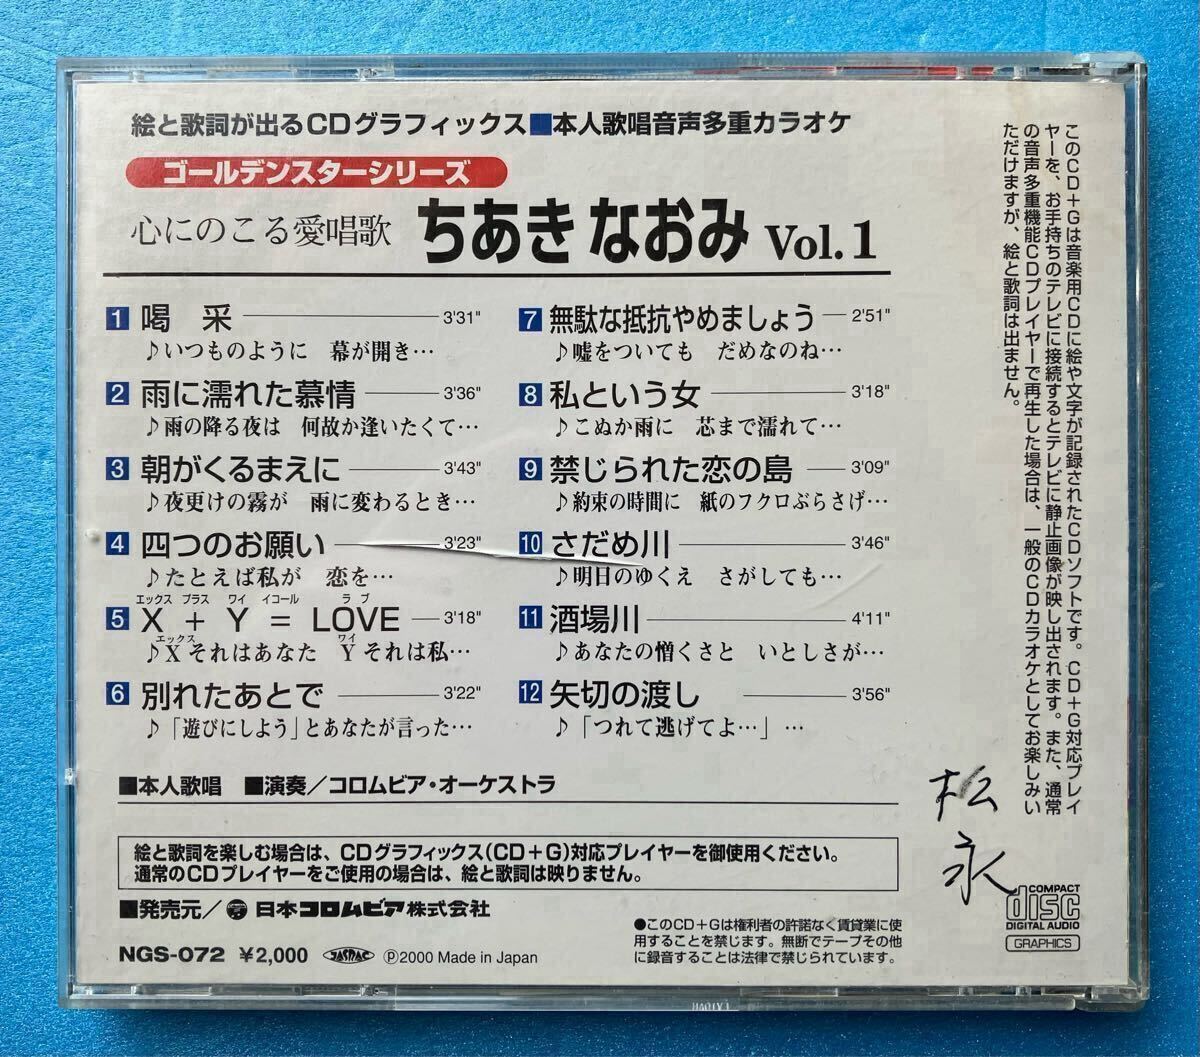 絵と歌詞が出るCDグラフィックス■本人歌唱音声多重カラオケ
ゴールデンスターシリーズ
心にのこる愛唱歌 ちあきなおみ Vol.1
1 喝 采 3'31"
♪いつものように 幕が開き…
2 雨に濡れた慕情 3'36"
♪雨の降る夜は 何故か逢いたくて…
3 朝がくるまえに 3'43"
♪夜更けの霧が 雨に変わるとき…
4 四つのお願い 3'23"
♪たとえば私が 恋を…
エックス プラス ワイ イコール ラブ
5 X + Y = LOVE 3'18"
エックス ワイ
♪Xそれはあなた Yそれは私…
6 別れたあとで 3'22"
♪「遊びにしよう」とあなたが言った…
7 無駄な抵抗やめましょう 2'51"
♪嘘をついても だめなのね…
8 私という女 3'18"
♪こぬか雨に 芯まで濡れて…
9 禁じられた恋の島 3'09"
♪約束の時間に 紙のフクロぶらさげ…
10 さだめ川 3'46"
♪明日のゆくえ さがしても…
11 酒場川 4'11"
♪あなたの憎くさと いとしさが…
12 矢切の渡し 3'56"
♪「つれて逃げてよ…」…
■本人歌唱 ■演奏/コロムビア・オーケストラ
絵と歌詞を楽しむ場合は、CDグラフィックス(CD+G)対応プレイヤーを御使用ください。
通常のCDプレイヤーをご使用の場合は、絵と歌詞は映りません。
■発売元/日本コロムビア株式会社
NGS-072 ¥2,000 JASRAC Ⓟ2000 Made in Japan
●このCD+Gは権利者の許諾なく賃貸業に使
用することを禁じます。無断でテープその他
に録音することは法律で禁じられています。
このCD+Gは音楽用CDに絵や文字が記録されたCDソフトです。CD+G対応プレイ
ヤーを、お手持ちのテレビに接続するとテレビに静止画像が映し出されます。また、通常
の音声多重機能CDプレイヤーで再生した場合は、一般のCDカラオケとしてお楽しみい
ただけますが、絵と歌詞は出ません。
松永
COMPACT
disc
DIGITAL AUDIO
GRAPHICS